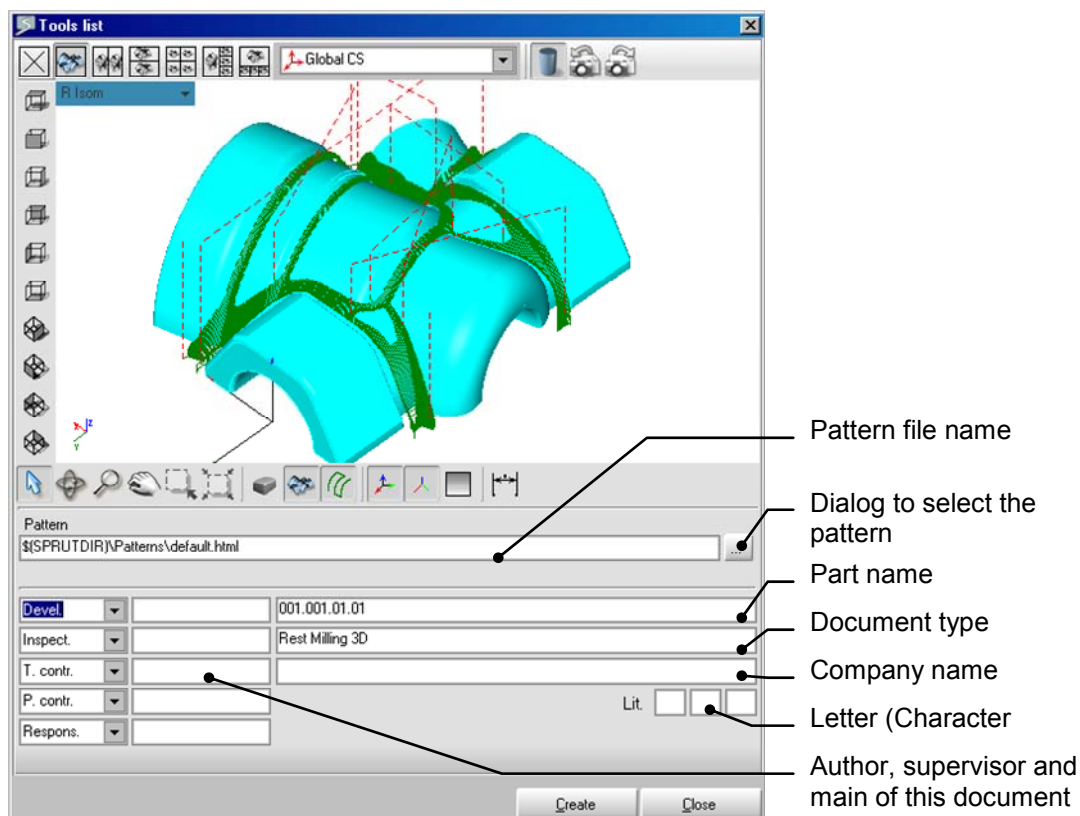 Tools list
Global CS
R Isom
Z
X
Y
Pattern file name
Dialog to select the
pattern
Pattern
$(SPRUTDIR)\Patterns\default.html
...
Part name
Devel.
001.001.01.01
Document type
Inspect.
Rest Milling 3D
Company name
T. contr.
P. contr.
Lit.
Letter (Character
Respons.
Author, supervisor and
main of this document
Create
Close